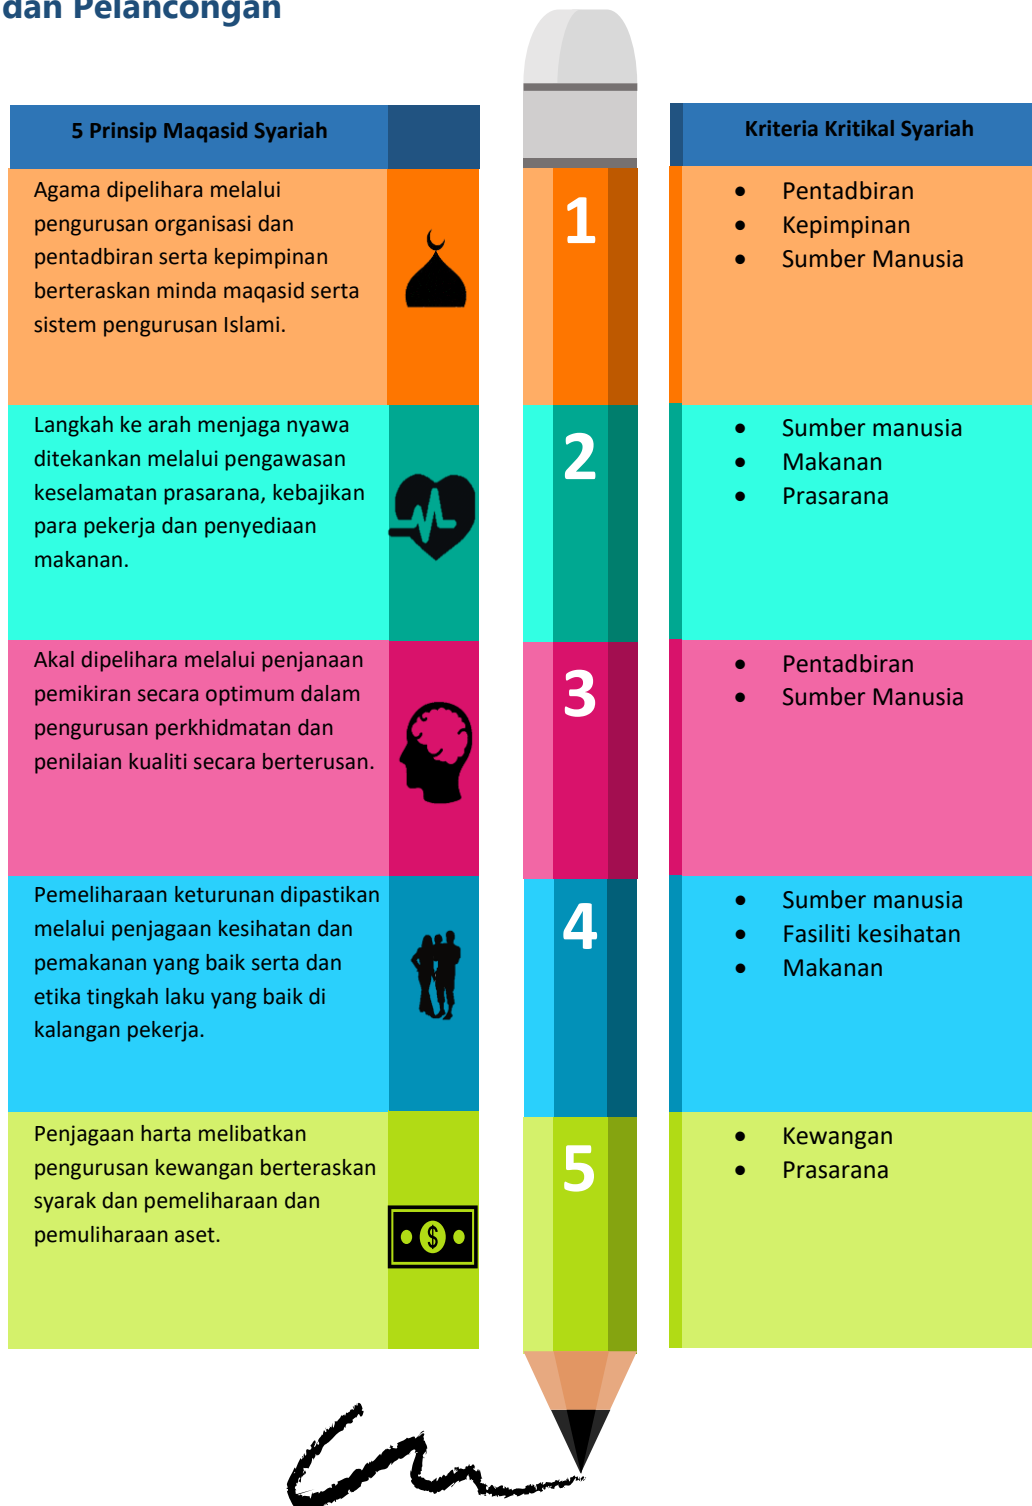 dan Pelancongan
5 Prinsip Maqasid Syariah
Agama dipelihara melalui
pengurusan organisasi dan
pentadbiran serta kepimpinan
berteraskan minda maqasid serta
sistem pengurusan Islami.
1
Kriteria Kritikal Syariah
• Pentadbiran
• Kepimpinan
• Sumber Manusia
Langkah ke arah menjaga nyawa
ditekankan melalui pengawasan
keselamatan prasarana, kebajikan
para pekerja dan penyediaan
makanan.
2
• Sumber manusia
• Makanan
• Prasarana
Akal dipelihara melalui penjanaan
pemikiran secara optimum dalam
pengurusan perkhidmatan dan
penilaian kualiti secara berterusan.
3
• Pentadbiran
• Sumber Manusia
Pemeliharaan keturunan dipastikan
melalui penjagaan kesihatan dan
pemakanan yang baik serta dan
etika tingkah laku yang baik di
kalangan pekerja.
4
• Sumber manusia
• Fasiliti kesihatan
• Makanan
Penjagaan harta melibatkan
pengurusan kewangan berteraskan
syarak dan pemeliharaan dan
pemuliharaan aset.
$
5
• Kewangan
• Prasarana